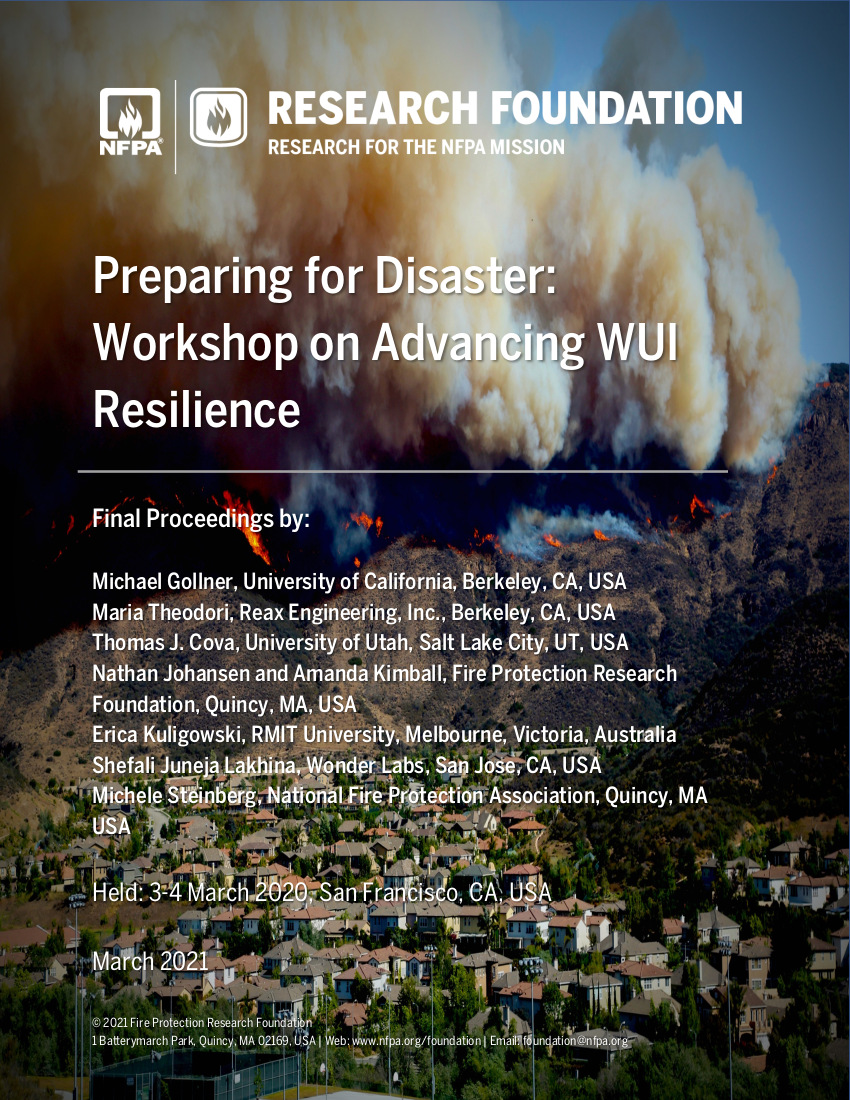 NFPA®
RESEARCH FOUNDATION
RESEARCH FOR THE NFPA MISSION
Preparing for Disaster:
Workshop on Advancing WUI
Resilience
Final Proceedings by:
Michael Gollner, University of California, Berkeley, CA, USA
Maria Theodori, Reax Engineering, Inc., Berkeley, CA, USA
Thomas J. Cova, University of Utah, Salt Lake City, UT, USA
Nathan Johansen and Amanda Kimball, Fire Protection Research
Foundation, Quincy, MA, USA
Erica Kuligowski, RMIT University, Melbourne, Victoria, Australia
Shefali Juneja Lakhina, Wonder Labs, San Jose, CA, USA
Michele Steinberg, National Fire Protection Association, Quincy, MA
USA
Held: 3-4 March 2020, San Francisco, CA, USA
March 2021
© 2021 Fire Protection Research Foundation
1 Batterymarch Park, Quincy, MA 02169, USA | Web: www.nfpa.org/foundation | Email: foundation@nfpa.org